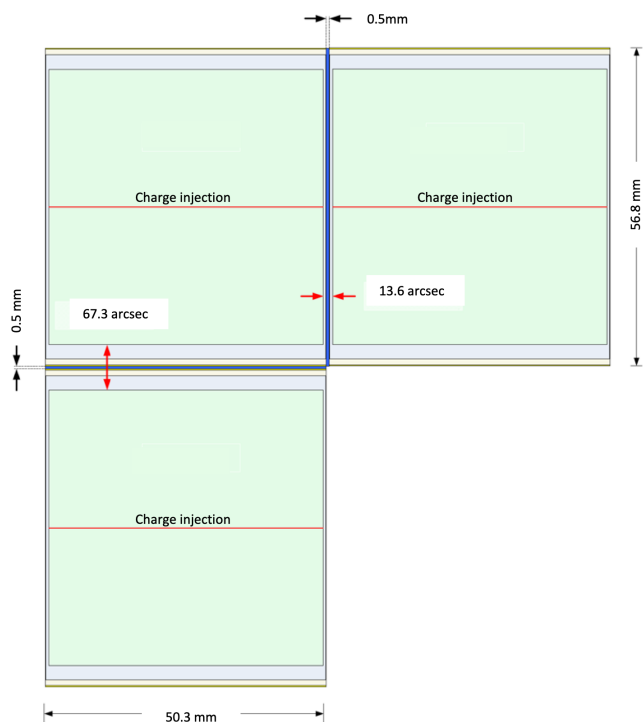 0.5mm
Charge injection
Charge injection
56.8 mm
13.6 arcsec
67.3 arcsec
0.5 mm
Charge injection
50.3 mm